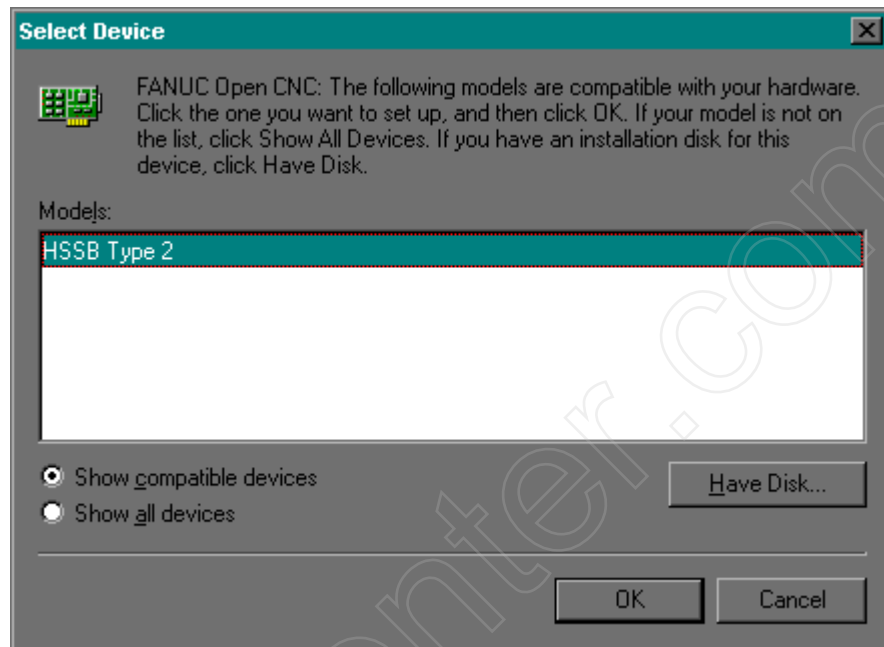 Select Device
FANUC Open CNC: The following models are compatible with your hardware.
Click the one you want to set up, and then click OK. If your model is not on
the list, click Show All Devices. If you have an installation disk for this
device, click Have Disk.
Models:
HSSB Type 2
Show compatible devices
Have Disk...
Show all devices
OK
Cancel
enter.com